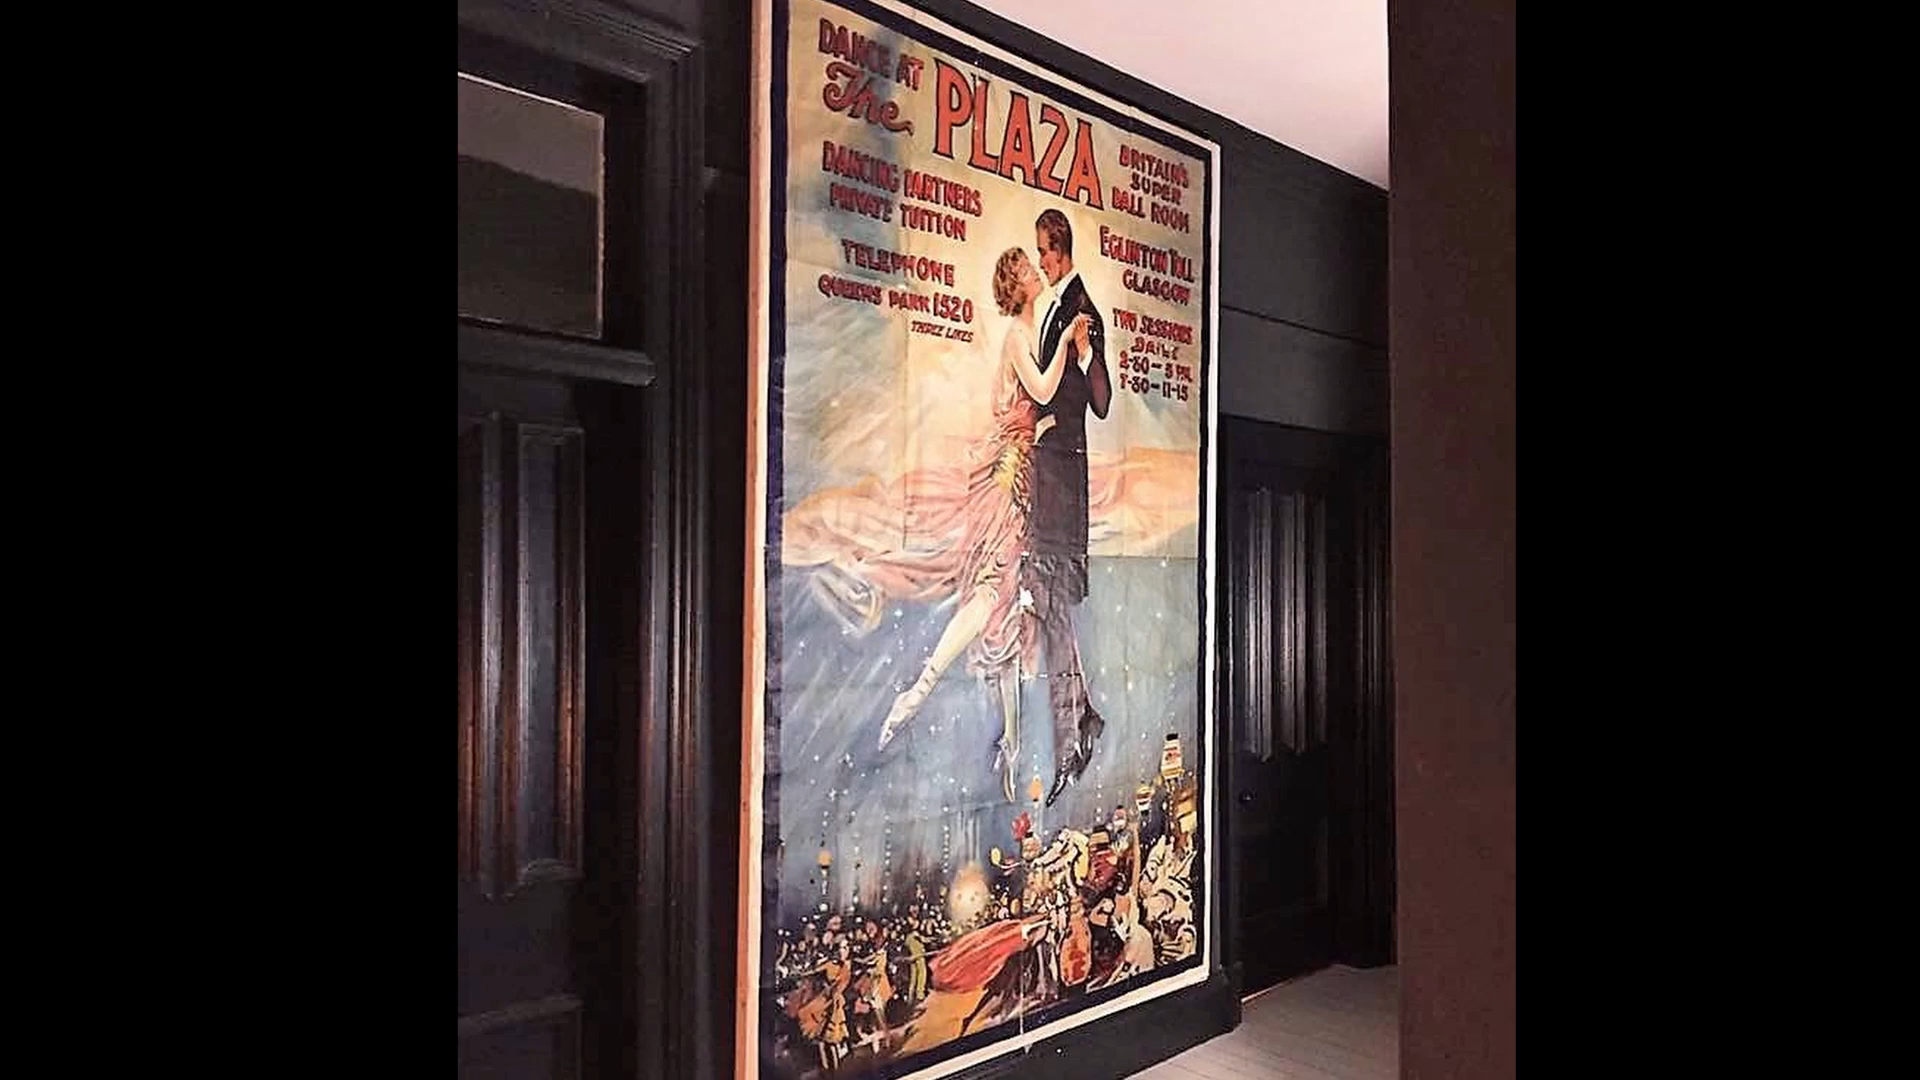 DANCE AT
The PLAZA
DANCING PARTNERS
PRIVATE TUITION
TELEPHONE
QUEENS PARK 1520
THREE LINES
BRITAIN'S
SUPER
BALL ROOM
EGLINTON TOLL
GLASGOW
TWO SESSIONS
DAILY
2-30-5 PM.
7-30-11-15